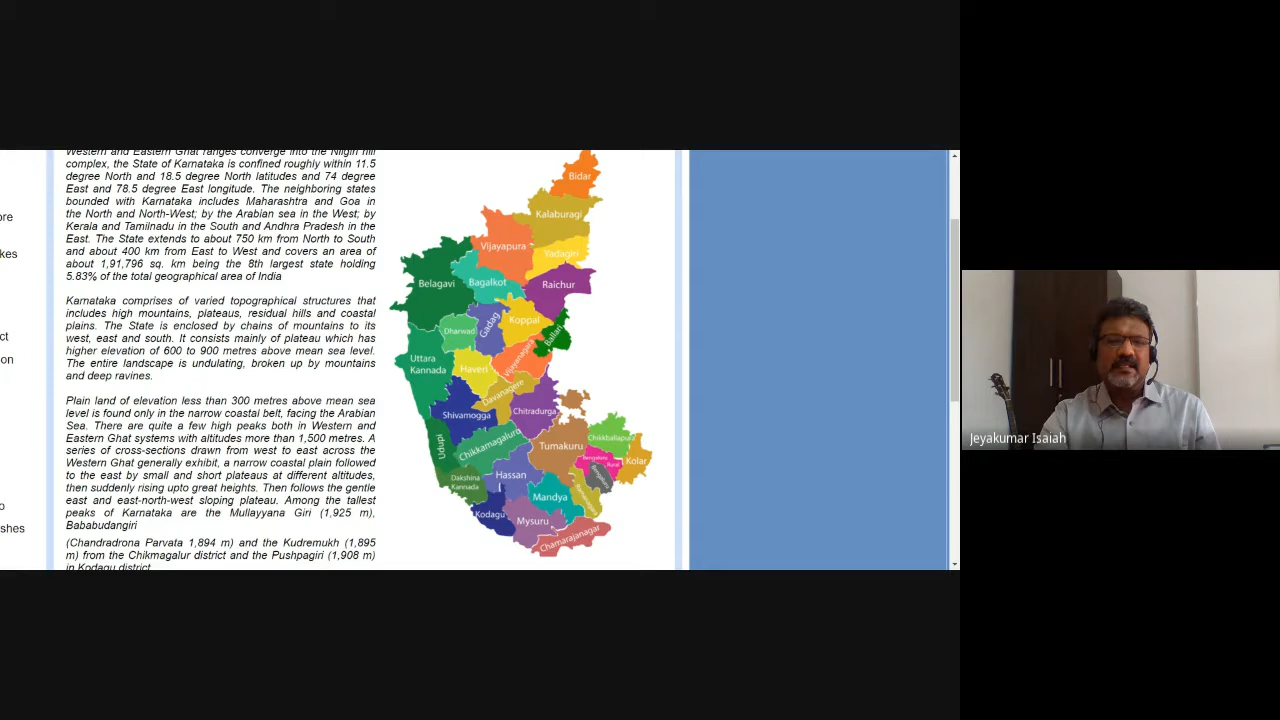 Western and Eastern Ghat ranges converge into the Nilgiri hill
complex, the State of Karnataka is confined roughly within 11.5
degree North and 18.5 degree North latitudes and 74 degree
East and 78.5 degree East longitude. The neighboring states
bounded with Karnataka includes Maharashtra and Goa in
the North and North-West; by the Arabian sea in the West; by
Kerala and Tamilnadu in the South and Andhra Pradesh in the
East. The State extends to about 750 km from North to South
and about 400 km from East to West and covers an area of
about 1,91,796 sq. km being the 8th largest state holding
5.83% of the total geographical area of India
Karnataka comprises of varied topographical structures that
includes high mountains, plateaus, residual hills and coastal
plains. The State is enclosed by chains of mountains to its
west, east and south. It consists mainly of plateau which has
higher elevation of 600 to 900 metres above mean sea level.
The entire landscape is undulating, broken up by mountains
and deep ravines.
Plain land of elevation less than 300 metres above mean sea
level is found only in the narrow coastal belt, facing the Arabian
Sea. There are quite a few high peaks both in Western and
Eastern Ghat systems with altitudes more than 1,500 metres. A
series of cross-sections drawn from west to east across the
Western Ghat generally exhibit, a narrow coastal plain followed
to the east by small and short plateaus at different altitudes,
then suddenly rising upto great heights. Then follows the gentle
east and east-north-west sloping plateau. Among the tallest
peaks of Karnataka are the Mullayyana Giri (1,925 m),
Bababudangiri
(Chandradrona Parvata 1,894 m) and the Kudremukh (1,895
m) from the Chikmagalur district and the Pushpagiri (1,908 m)
in Kodagu district
ore
kes
ct
on
o
shes
Bidar
Kalaburagi
Vijayapura
Yadagiri
Belagavi
Bagalkot
Raichur
Gadag
Koppal
Dharwad
Ballari
Uttara
Kannada
Haveri
Vijayanagara
Davanagere
Shivamogga
Chitradurga
Udupi
Chikkamagaluru
Tumakuru
Chikkballapura
Kolar
Bengaluru
Rural
Hassan
Dakshina
Kannada
Mandya
Kodagu
Mysuru
Chamarajanagar
Jeyakumar Isaiah